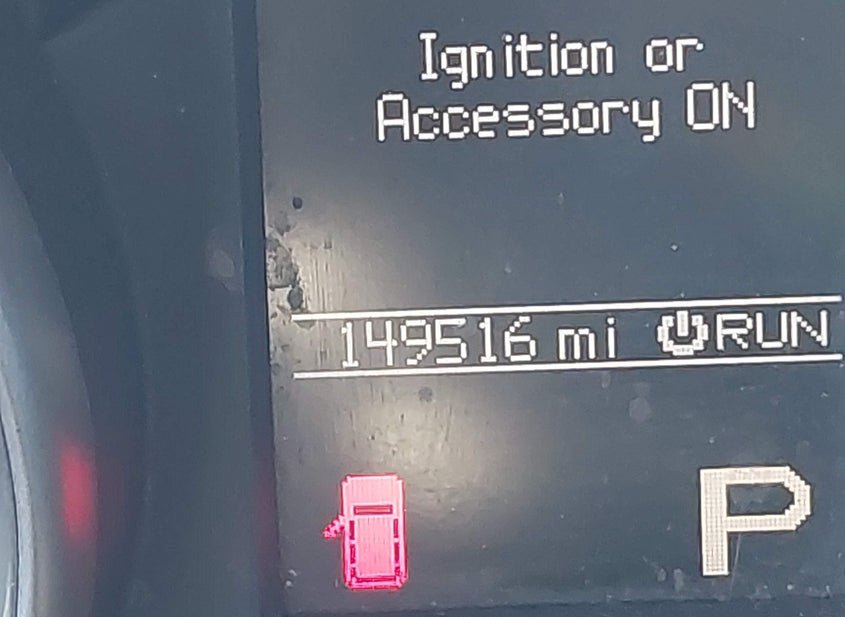 Ignition or
Accessory ON
149516 mi RUN
P